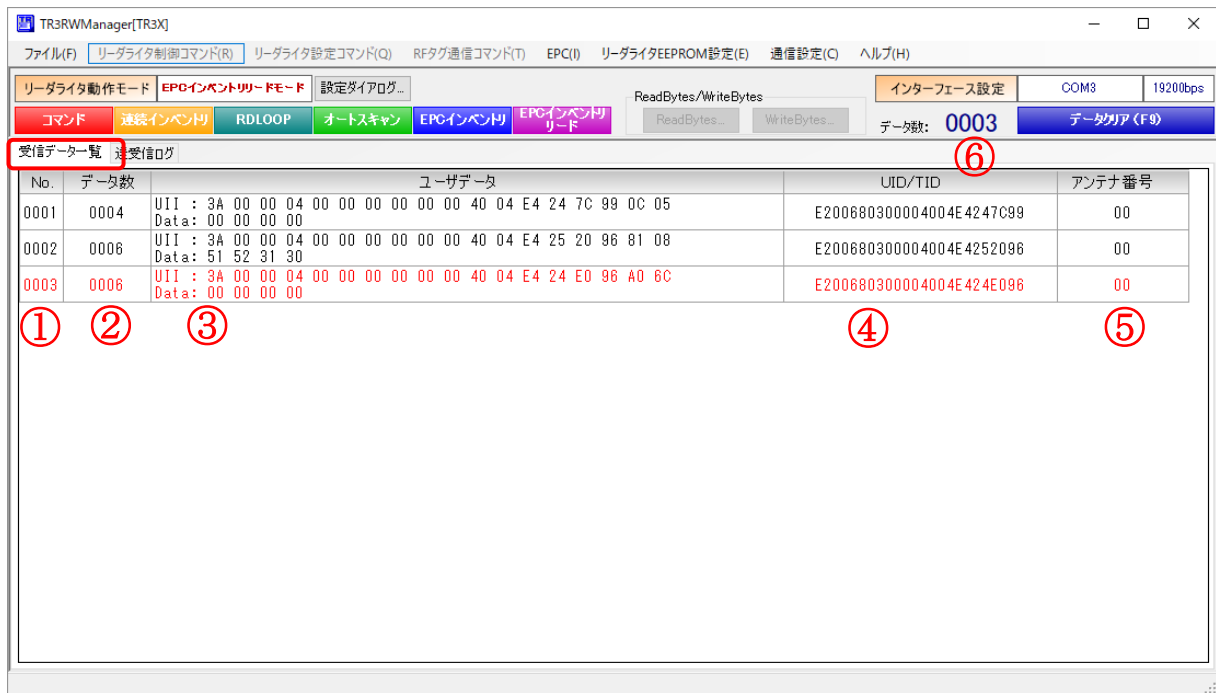 TR3RWManager[TR3X]
ファイル(F) リーダライタ制御コマンド(R) リーダライタ設定コマンド(Q) RFタグ通信コマンド(T) EPC(I) リーダライタEEPROM設定(E) 通信設定(C) ヘルプ(H)
リーダライタ動作モード EPCインベントリリードモード 設定ダイアログ... ReadBytes/WriteBytes インターフェース設定 COM3 19200bps
コマンド 連続インベントリ RDLOOP オートスキャン EPCインベントリ EPCインベントリ
リード ReadBytes... WriteBytes... データ数: 0003 データクリア(F9)
⑥
受信データ一覧 送受信ログ
No. データ数 ユーザデータ UID/TID アンテナ番号
0001 0004 UII : 3A 00 00 04 00 00 00 00 00 00 40 04 E4 24 7C 99 0C 05 E200680300004004E4247C99 00
Data: 00 00 00 00
0002 0006 UII : 3A 00 00 04 00 00 00 00 00 00 40 04 E4 25 20 96 81 08 E200680300004004E4252096 00
Data: 51 52 31 30
0003 0006 UII : 3A 00 00 04 00 00 00 00 00 00 40 04 E4 24 E0 96 A0 6C E200680300004004E424E096 00
Data: 00 00 00 00
① ② ③ ④ ⑤